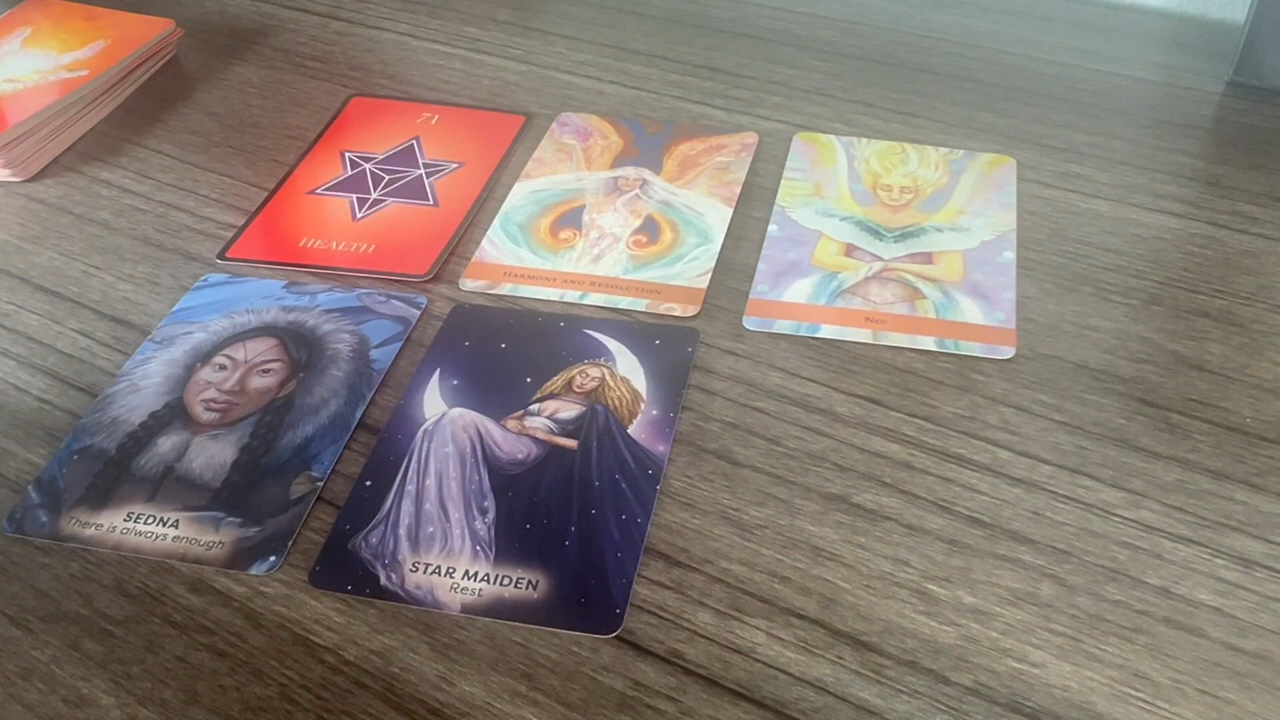 71
HEALTH
HARMONY AND RESOLUTION
NO!
SEDNA
There is always enough
STAR MAIDEN
Rest